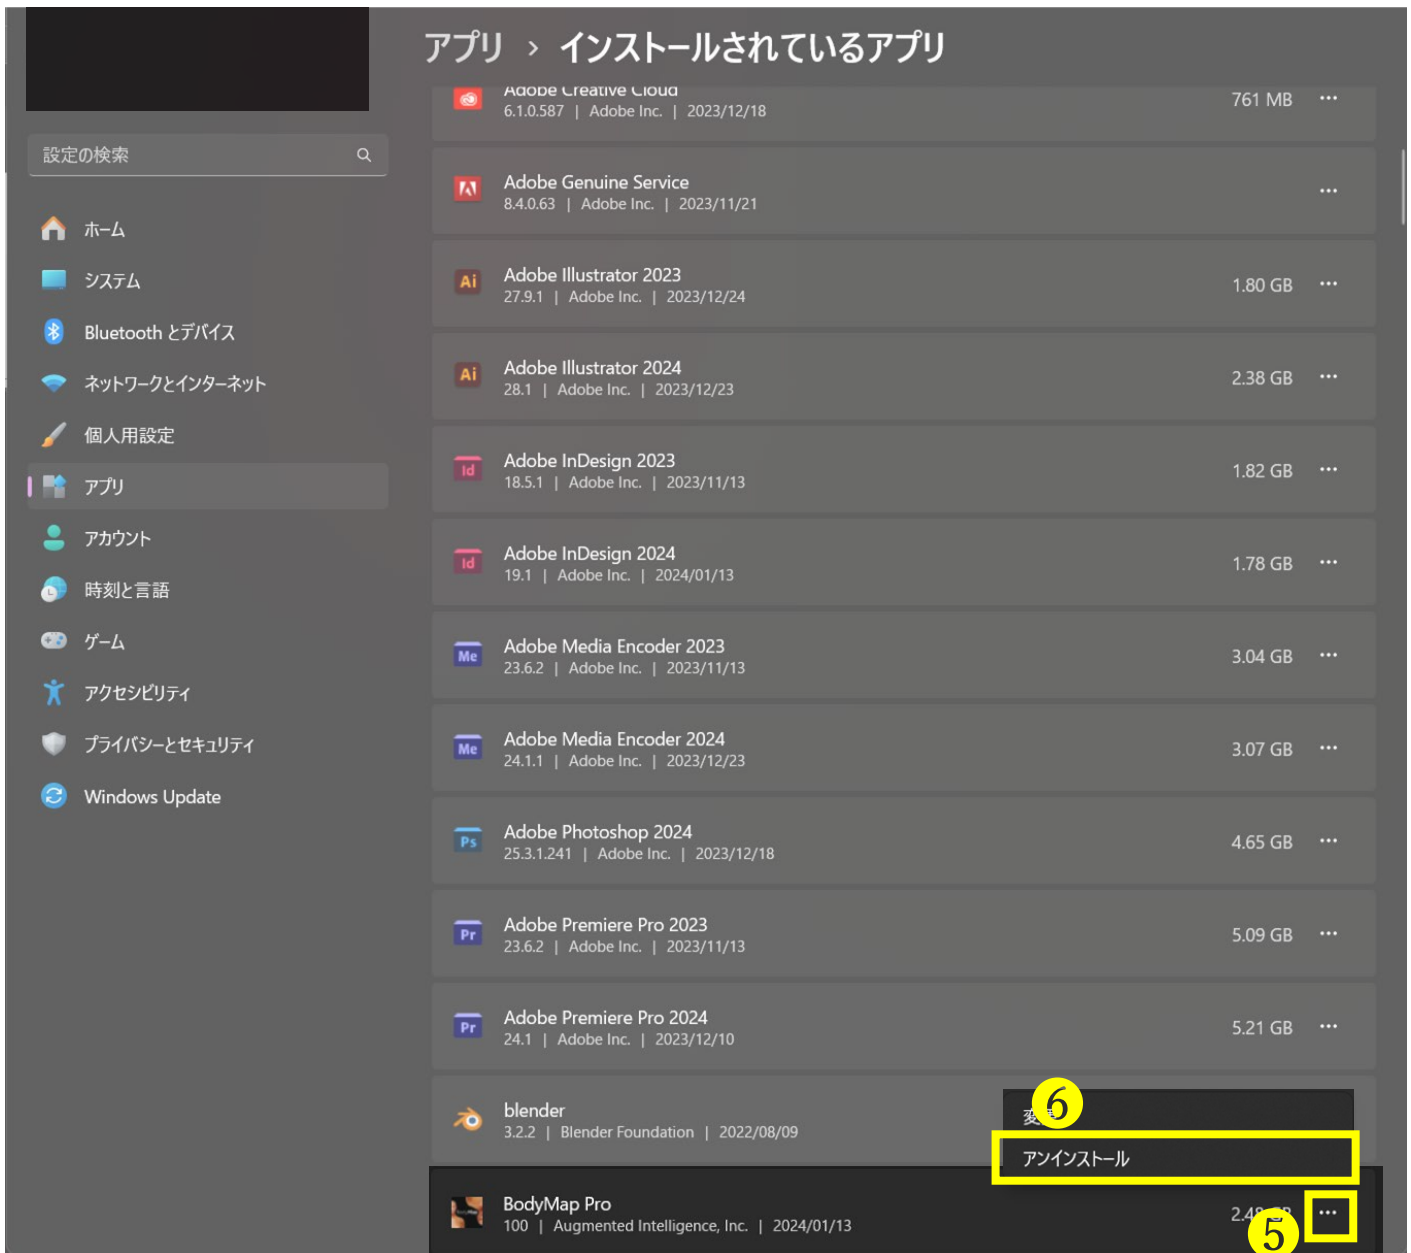 アプリ › インストールされているアプリ
Adobe Creative Cloud
6.1.0.587 | Adobe Inc. | 2023/12/18
761 MB
設定の検索
ホーム
システム
Bluetooth とデバイス
ネットワークとインターネット
個人用設定
アプリ
アカウント
時刻と言語
ゲーム
アクセシビリティ
プライバシーとセキュリティ
Windows Update
Adobe Genuine Service
8.4.0.63 | Adobe Inc. | 2023/11/21
Ai
Adobe Illustrator 2023
27.9.1 | Adobe Inc. | 2023/12/24
1.80 GB
Ai
Adobe Illustrator 2024
28.1 | Adobe Inc. | 2023/12/23
2.38 GB
Id
Adobe InDesign 2023
18.5.1 | Adobe Inc. | 2023/11/13
1.82 GB
Id
Adobe InDesign 2024
19.1 | Adobe Inc. | 2024/01/13
1.78 GB
Me
Adobe Media Encoder 2023
23.6.2 | Adobe Inc. | 2023/11/13
3.04 GB
Me
Adobe Media Encoder 2024
24.1.1 | Adobe Inc. | 2023/12/23
3.07 GB
Ps
Adobe Photoshop 2024
25.3.1.241 | Adobe Inc. | 2023/12/18
4.65 GB
Pr
Adobe Premiere Pro 2023
23.6.2 | Adobe Inc. | 2023/11/13
5.09 GB
Pr
Adobe Premiere Pro 2024
24.1 | Adobe Inc. | 2023/12/10
5.21 GB
blender
3.2.2 | Blender Foundation | 2022/08/09
6
アンインストール
BodyMap Pro
100 | Augmented Intelligence, Inc. | 2024/01/13
5